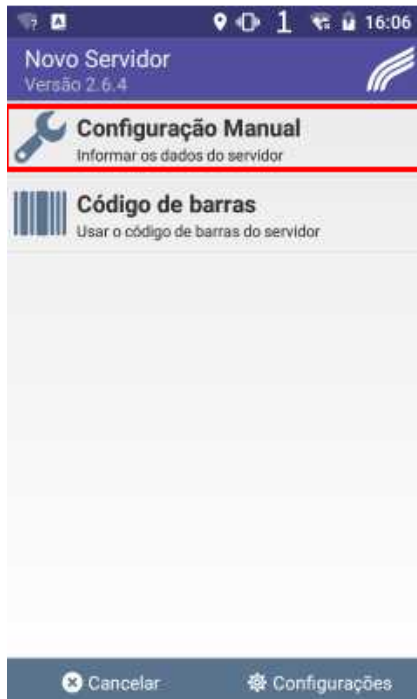 1 16:06
Novo Servidor
Versão 2.6.4
Configuração Manual
Informar os dados do servidor
Código de barras
Usar o código de barras do servidor
Cancelar
Configurações